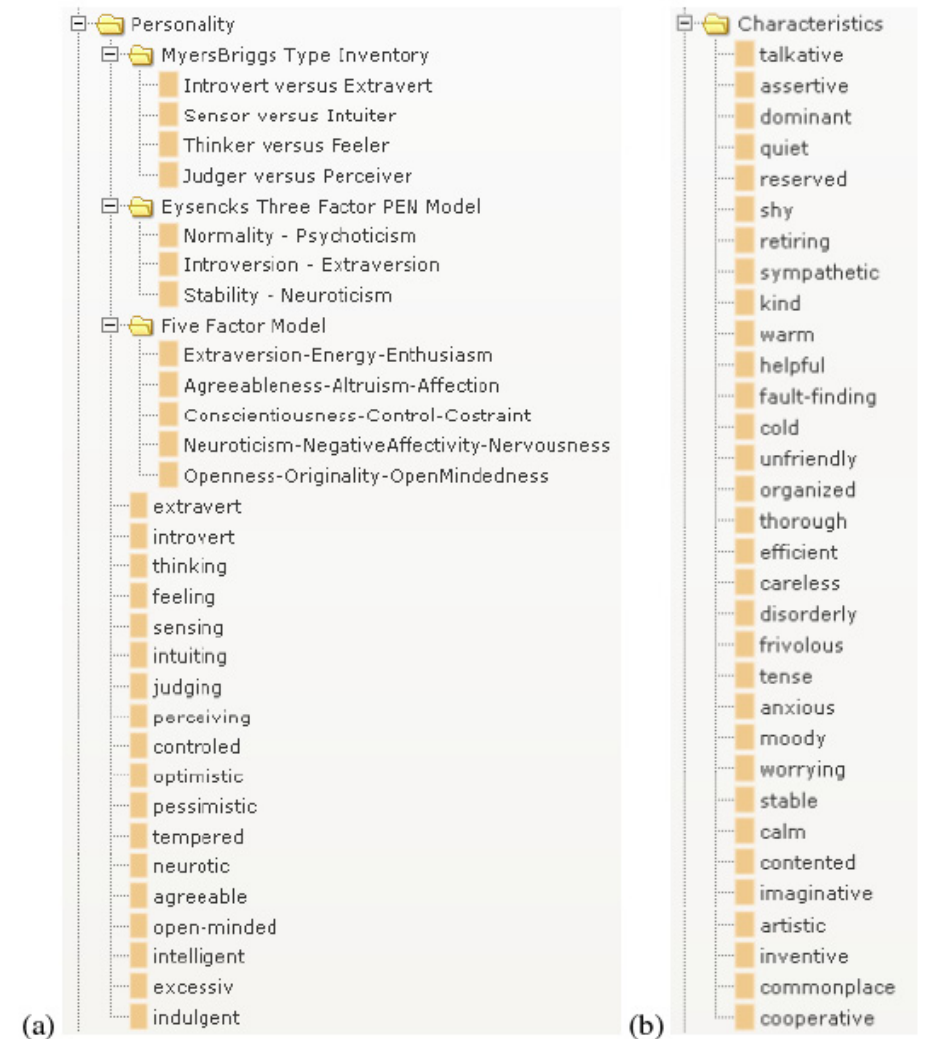 Personality
MyersBriggs Type Inventory
Introvert versus Extravert
Sensor versus Intuiter
Thinker versus Feeler
Judger versus Perceiver
Eysencks Three Factor PEN Model
Normality - Psychoticism
Introversion - Extraversion
Stability - Neuroticism
Five Factor Model
Extraversion-Energy-Enthusiasm
Agreeableness-Altruism-Affection
Conscientiousness-Control-Costraint
Neuroticism-NegativeAffectivity-Nervousness
Openness-Originality-OpenMindedness
extravert
introvert
thinking
feeling
sensing
intuiting
judging
perceiving
controled
optimistic
pessimistic
tempered
neurotic
agreeable
open-minded
intelligent
excessiv
indulgent
(a)
Characteristics
talkative
assertive
dominant
quiet
reserved
shy
retiring
sympathetic
kind
warm
helpful
fault-finding
cold
unfriendly
organized
thorough
efficient
careless
disorderly
frivolous
tense
anxious
moody
worrying
stable
calm
contented
imaginative
artistic
inventive
commonplace
cooperative
(b)